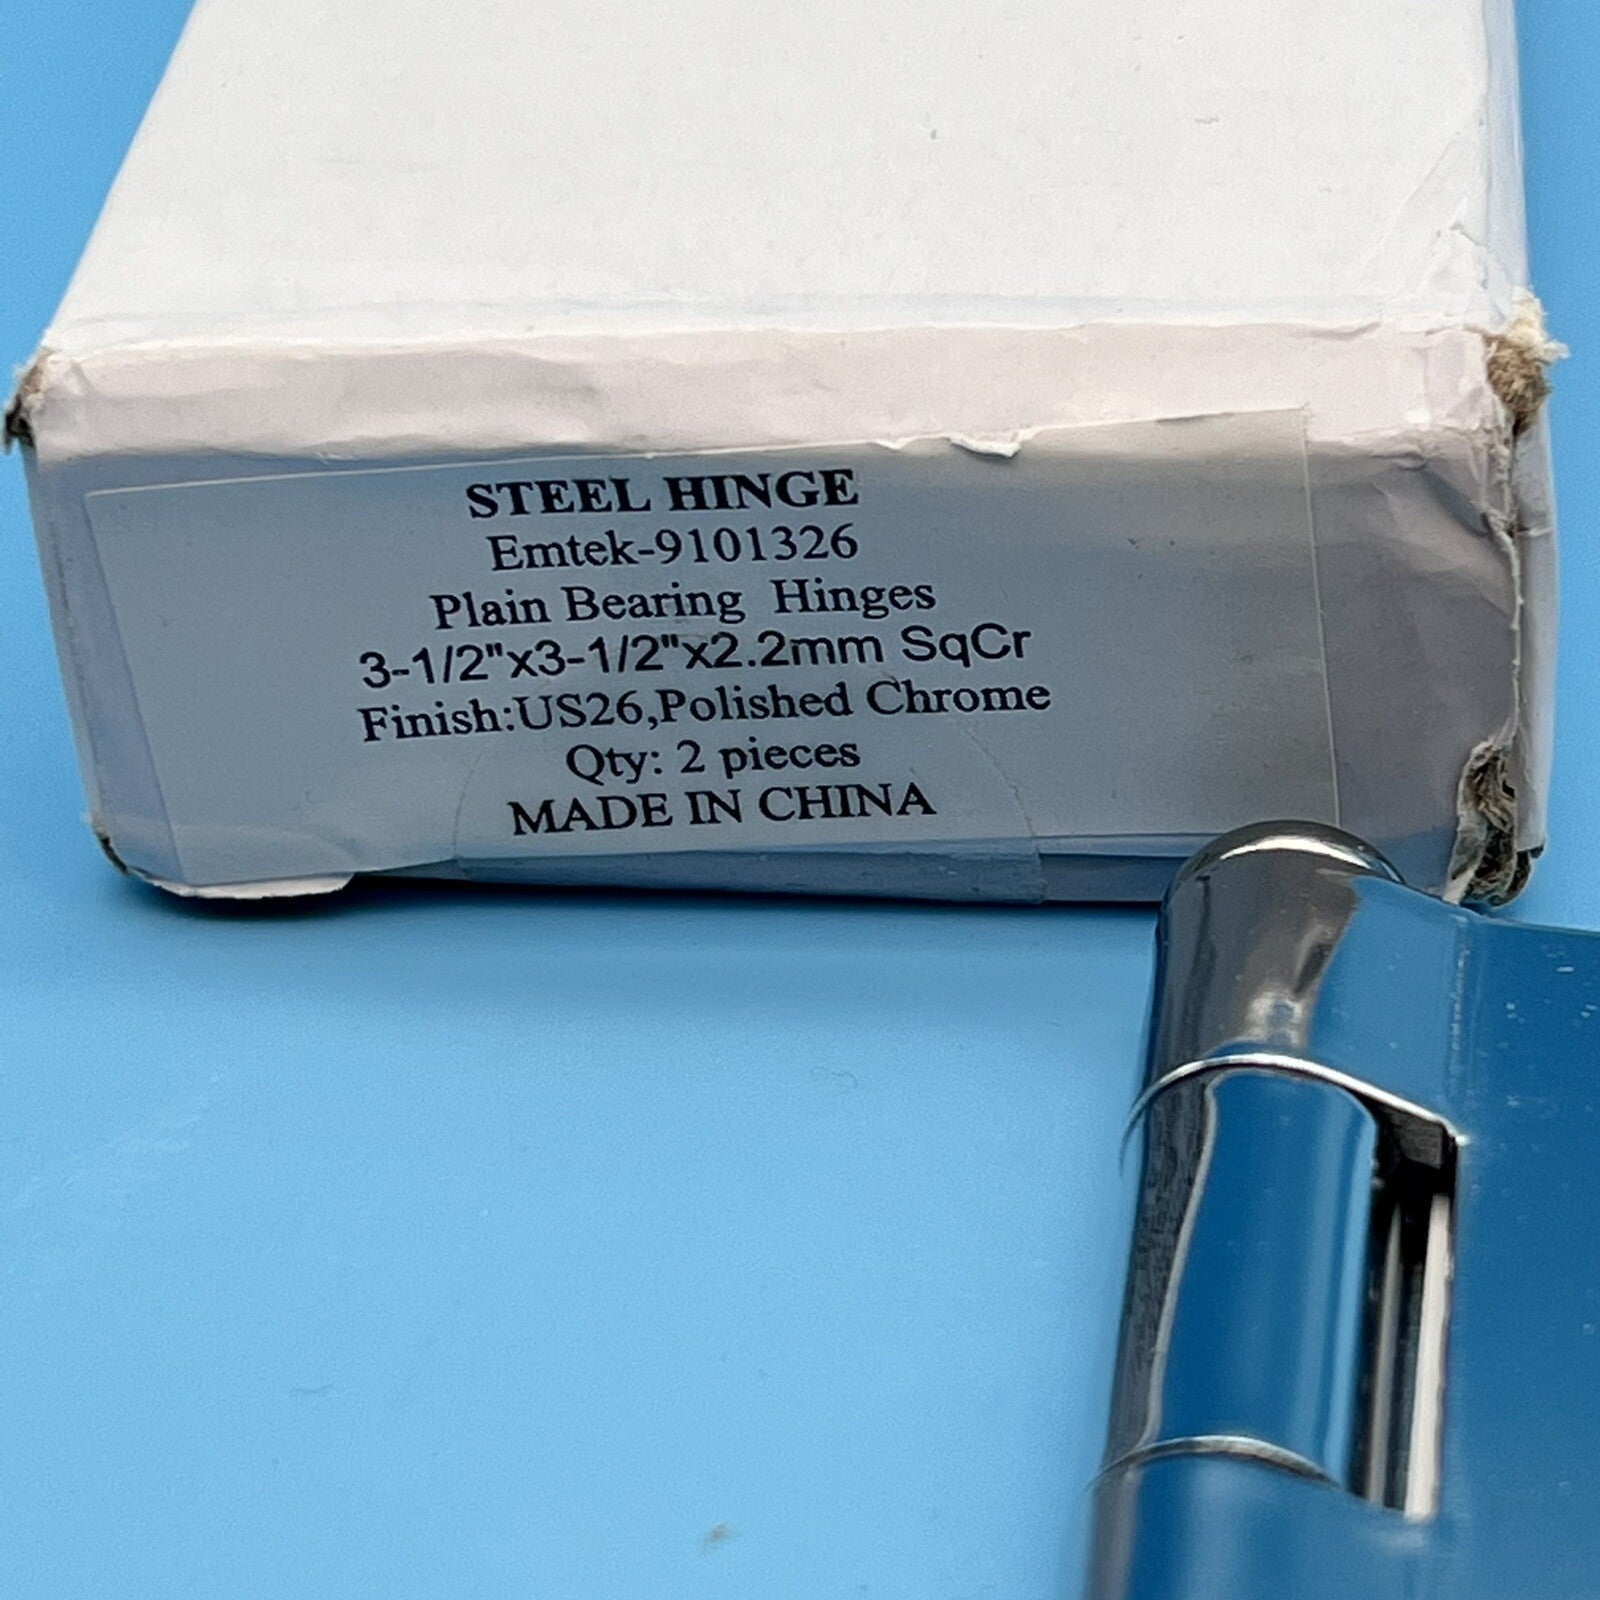 STEEL HINGE
Emtek-9101326
Plain Bearing Hinges
3-1/2"x3-1/2"x2.2mm SqCr
Finish:US26,Polished Chrome
Qty: 2 pieces
MADE IN CHINA